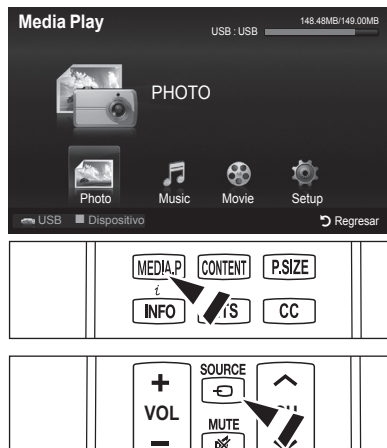 Media Play
148.48MB/149.00MB
USB : USB
PHOTO
Photo Music Movie Setup
USB Dispositivo Regresar
MEDIA.P CONTENT P.SIZE
i
INFO CC
SOURCE
+
VOL
MUTE
-